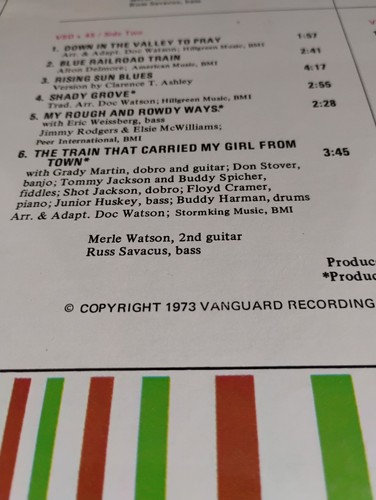 Russ Savacus, bass
VSD • 33 / Side Two
1. DOWN IN THE VALLEY TO PRAY 1:57
Arr. & Adapt. Doc Watson; Hillgreen Music, BMI
2. BLUE RAILROAD TRAIN 2:41
Alton Delmore; American Music, BMI
3. RISING SUN BLUES 4:17
Version by Clarence T. Ashley
4. SHADY GROVE* 2:55
Trad. Arr. Doc Watson; Hillgreen Music, BMI
5. MY ROUGH AND ROWDY WAYS* 2:28
with Eric Weissberg, bass
Jimmy Rodgers & Elsie McWilliams;
Peer International, BMI
6. THE TRAIN THAT CARRIED MY GIRL FROM
TOWN* 3:45
with Grady Martin, dobro and guitar; Don Stover,
banjo; Tommy Jackson and Buddy Spicher,
fiddles; Shot Jackson, dobro; Floyd Cramer,
piano; Junior Huskey, bass; Buddy Harman, drums
Arr. & Adapt. Doc Watson; Stormking Music, BMI
Merle Watson, 2nd guitar
Russ Savacus, bass
Produc
*Produc
© COPYRIGHT 1973 VANGUARD RECORDING